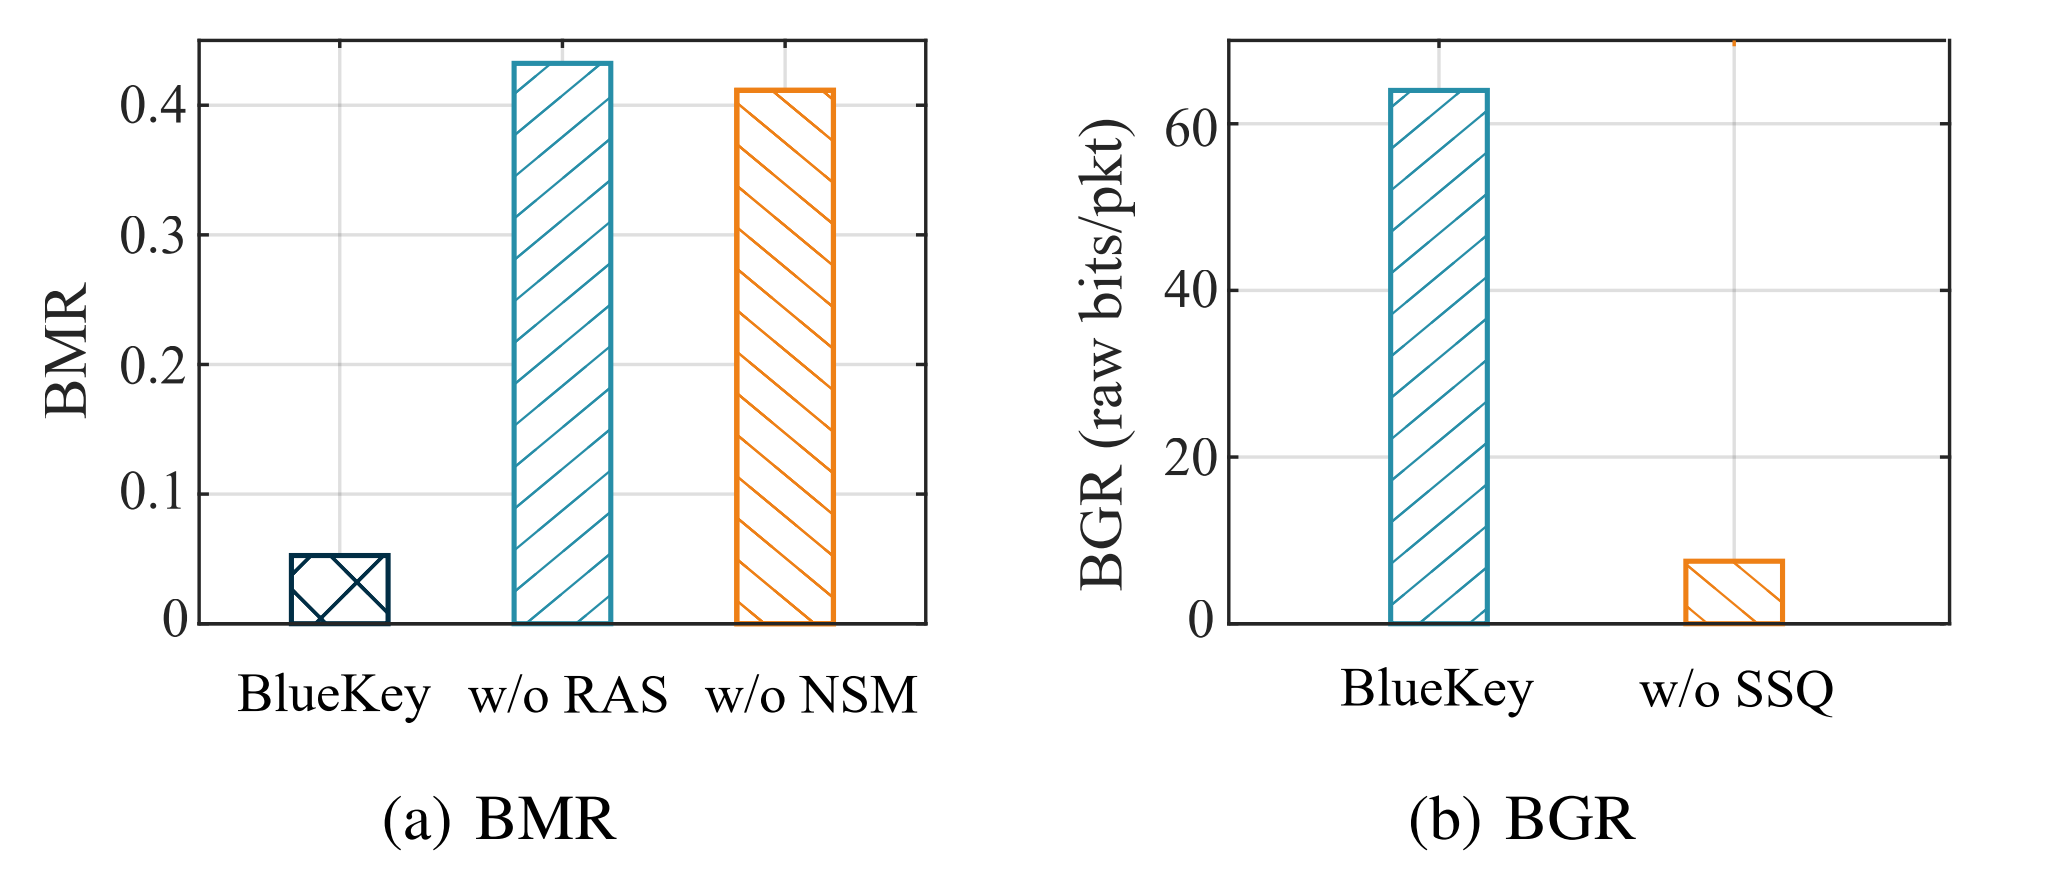 BMR
0.4
0.3
0.2
0.1
0
BlueKey w/o RAS w/o NSM
(a) BMR
BGR (raw bits/pkt)
60
40
20
0
BlueKey w/o SSQ
(b) BGR